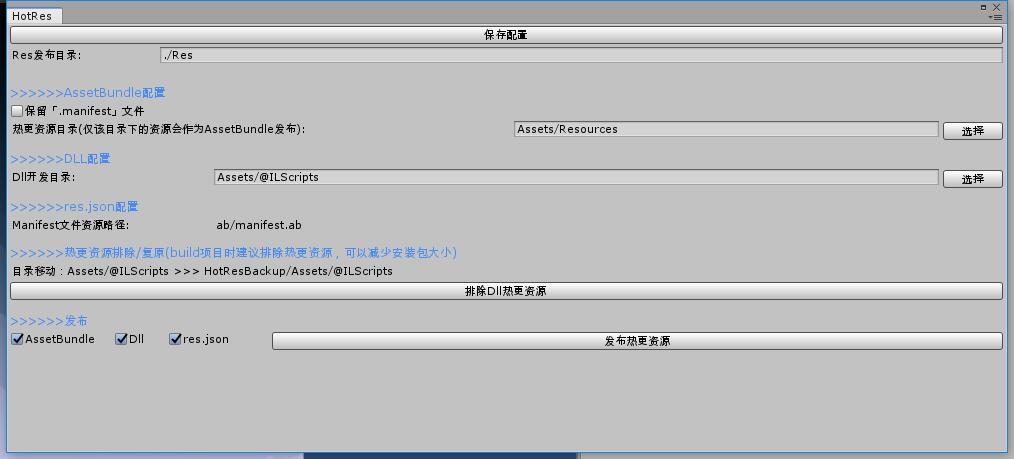 HotRes
保存配置
Res发布目录: ./Res
>>>>>>AssetBundle配置
保留「.manifest」文件
热更资源目录(仅该目录下的资源会作为AssetBundle发布): Assets/Resources 选择
>>>>>>DLL配置
Dll开发目录: Assets/@ILScripts 选择
>>>>>>res.json配置
Manifest文件资源路径: ab/manifest.ab
>>>>>>热更资源排除/复原(build项目时建议排除热更资源，可以减少安装包大小)
目录移动：Assets/@ILScripts >>> HotResBackup/Assets/@ILScripts
排除Dll热更资源
>>>>>>发布
AssetBundle Dll res.json 发布热更资源